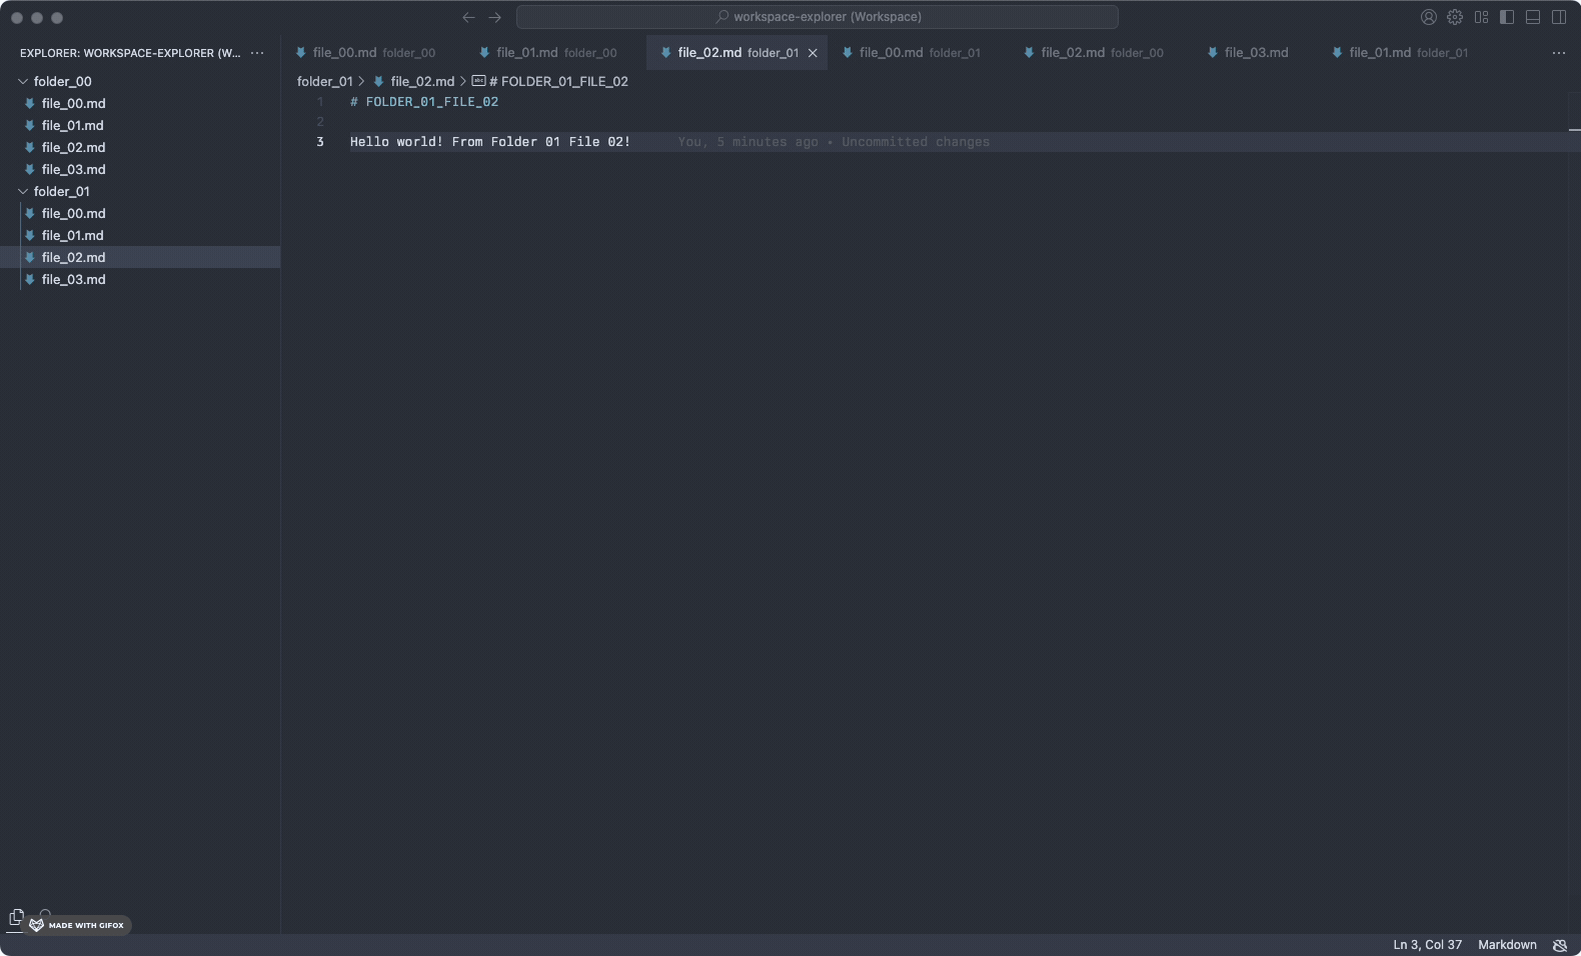 workspace-explorer (Workspace)
EXPLORER: WORKSPACE-EXPLORER (W...
folder_00
file_00.md
file_01.md
file_02.md
file_03.md
folder_01
file_00.md
file_01.md
file_02.md
file_03.md
file_00.md folder_00 file_01.md folder_00 file_02.md folder_01 file_00.md folder_01 file_02.md folder_00 file_03.md file_01.md folder_01
folder_01 > file_02.md > abc # FOLDER_01_FILE_02
1 # FOLDER_01_FILE_02
2
3 Hello world! From Folder 01 File 02! You, 5 minutes ago • Uncommitted changes
MADE WITH GIFOX
Ln 3, Col 37 Markdown